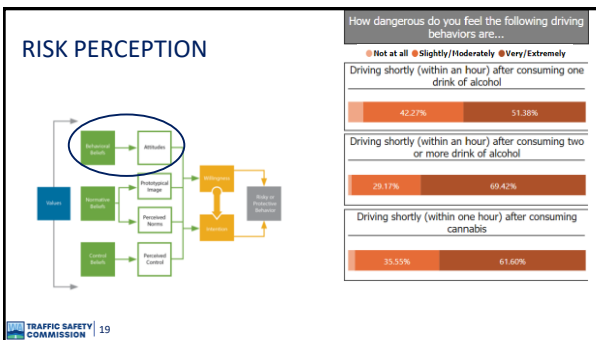 RISK PERCEPTION
How dangerous do you feel the following driving
behaviors are...
Not at all Slightly/Moderately Very/Extremely
Driving shortly (within an hour) after consuming one
drink of alcohol
42.27% 51.38%
Driving shortly (within an hour) after consuming two
or more drink of alcohol
29.17% 69.42%
Driving shortly (within one hour) after consuming
cannabis
35.55% 61.60%
Values
Behavioral
Beliefs
Attitudes
Normative
Beliefs
Prototypical
Image
Perceived
Norms
Control
Beliefs
Perceived
Control
Willingness
Intention
Risky or
Protective
Behavior
TRAFFIC SAFETY
COMMISSION
19